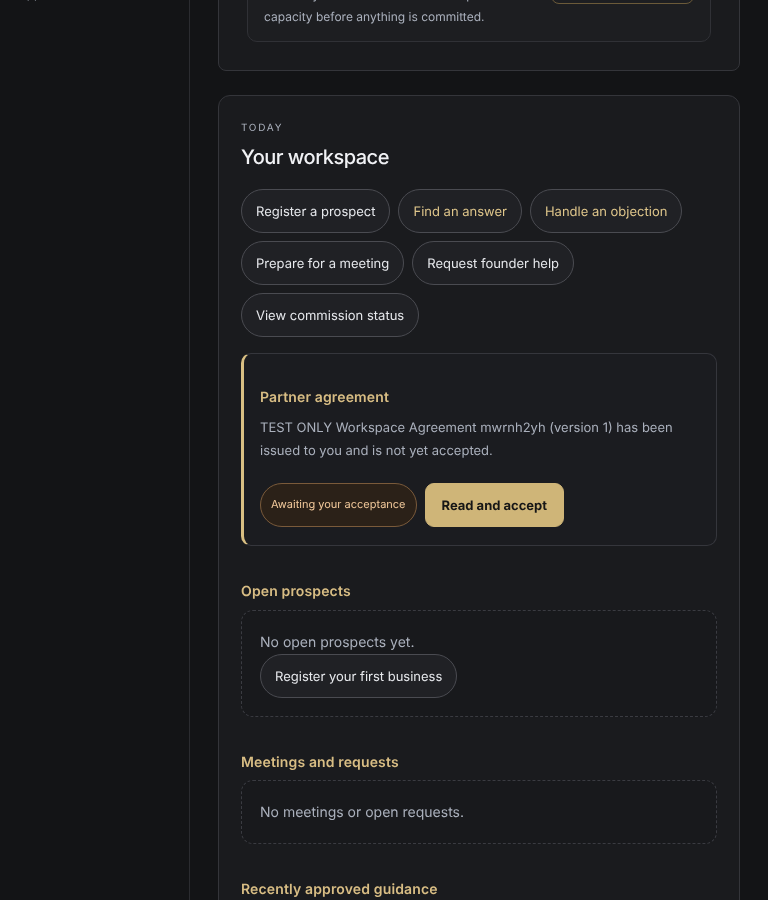 capacity before anything is committed.
TODAY
Your workspace
Register a prospect
Find an answer
Handle an objection
Prepare for a meeting
Request founder help
View commission status
Partner agreement
TEST ONLY Workspace Agreement mwrnh2yh (version 1) has been
issued to you and is not yet accepted.
Awaiting your acceptance
Read and accept
Open prospects
No open prospects yet.
Register your first business
Meetings and requests
No meetings or open requests.
Recently approved guidance